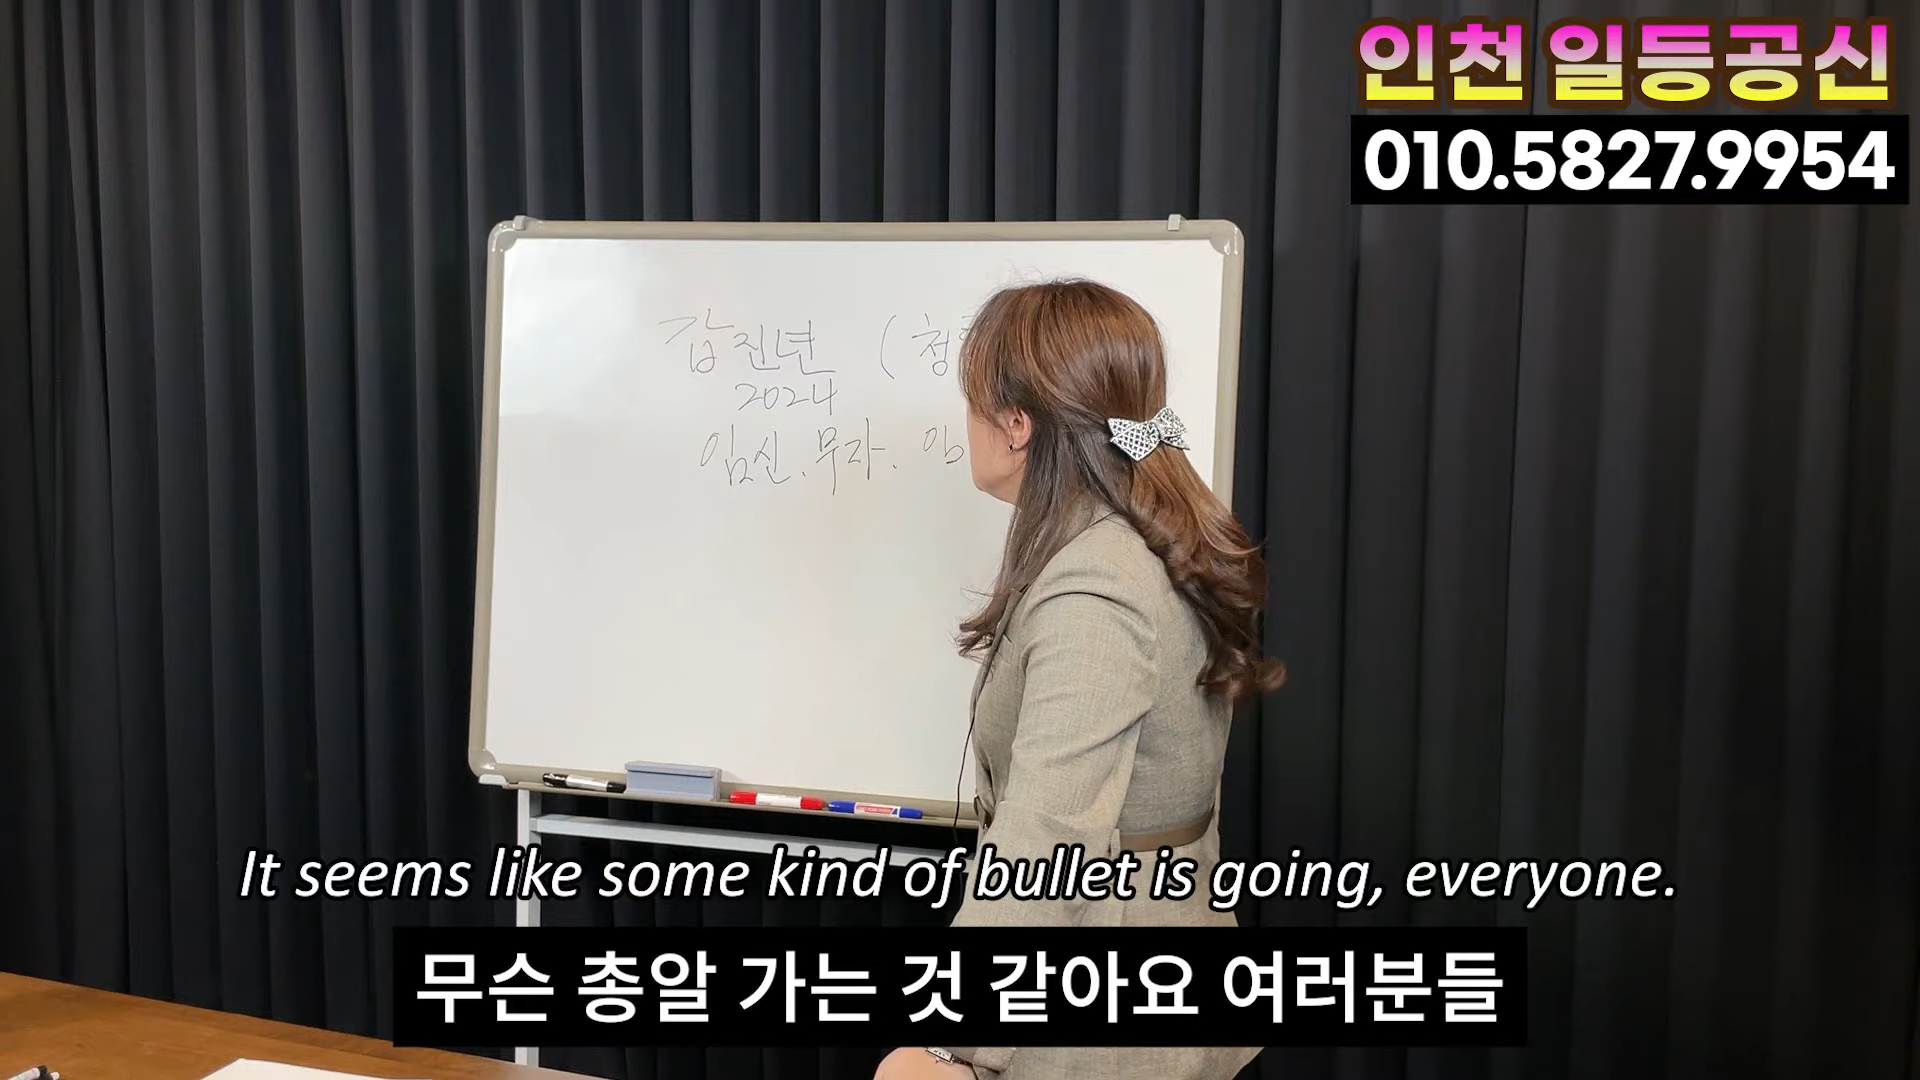 인천 일등공신
010.5827.9954
갑진년 (청
2024
임신.무자.임
It seems like some kind of bullet is going, everyone.
무슨 총알 가는 것 같아요 여러분들